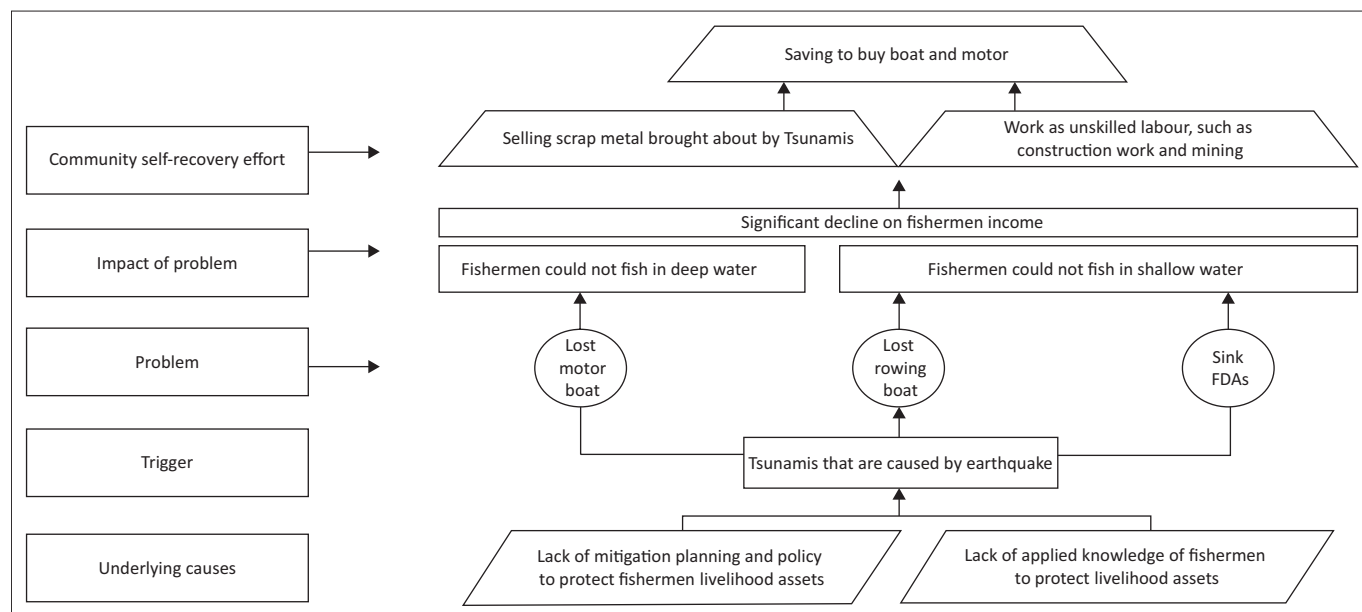 Saving to buy boat and motor
Community self-recovery effort
Selling scrap metal brought about by Tsunamis
Work as unskilled labour, such as
construction work and mining
Significant decline on fishermen income
Impact of problem
Fishermen could not fish in deep water
Fishermen could not fish in shallow water
Problem
Lost
motor
boat
Lost
rowing
boat
Sink
FDAs
Trigger
Tsunamis that are caused by earthquake
Underlying causes
Lack of mitigation planning and policy
to protect fishermen livelihood assets
Lack of applied knowledge of fishermen
to protect livelihood assets